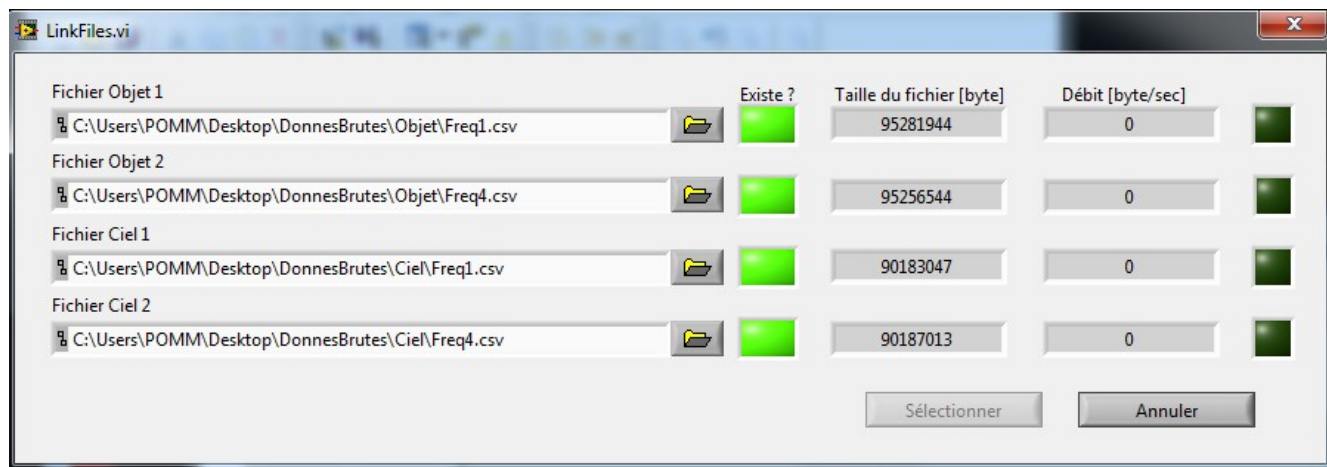 LinkFiles.vi
Fichier Objet 1 Existe ? Taille du fichier [byte] Débit [byte/sec]
C:\Users\POMM\Desktop\DonnesBrutes\Objet\Freq1.csv 95281944 0
Fichier Objet 2
C:\Users\POMM\Desktop\DonnesBrutes\Objet\Freq4.csv 95256544 0
Fichier Ciel 1
C:\Users\POMM\Desktop\DonnesBrutes\Ciel\Freq1.csv 90183047 0
Fichier Ciel 2
C:\Users\POMM\Desktop\DonnesBrutes\Ciel\Freq4.csv 90187013 0
Sélectionner Annuler